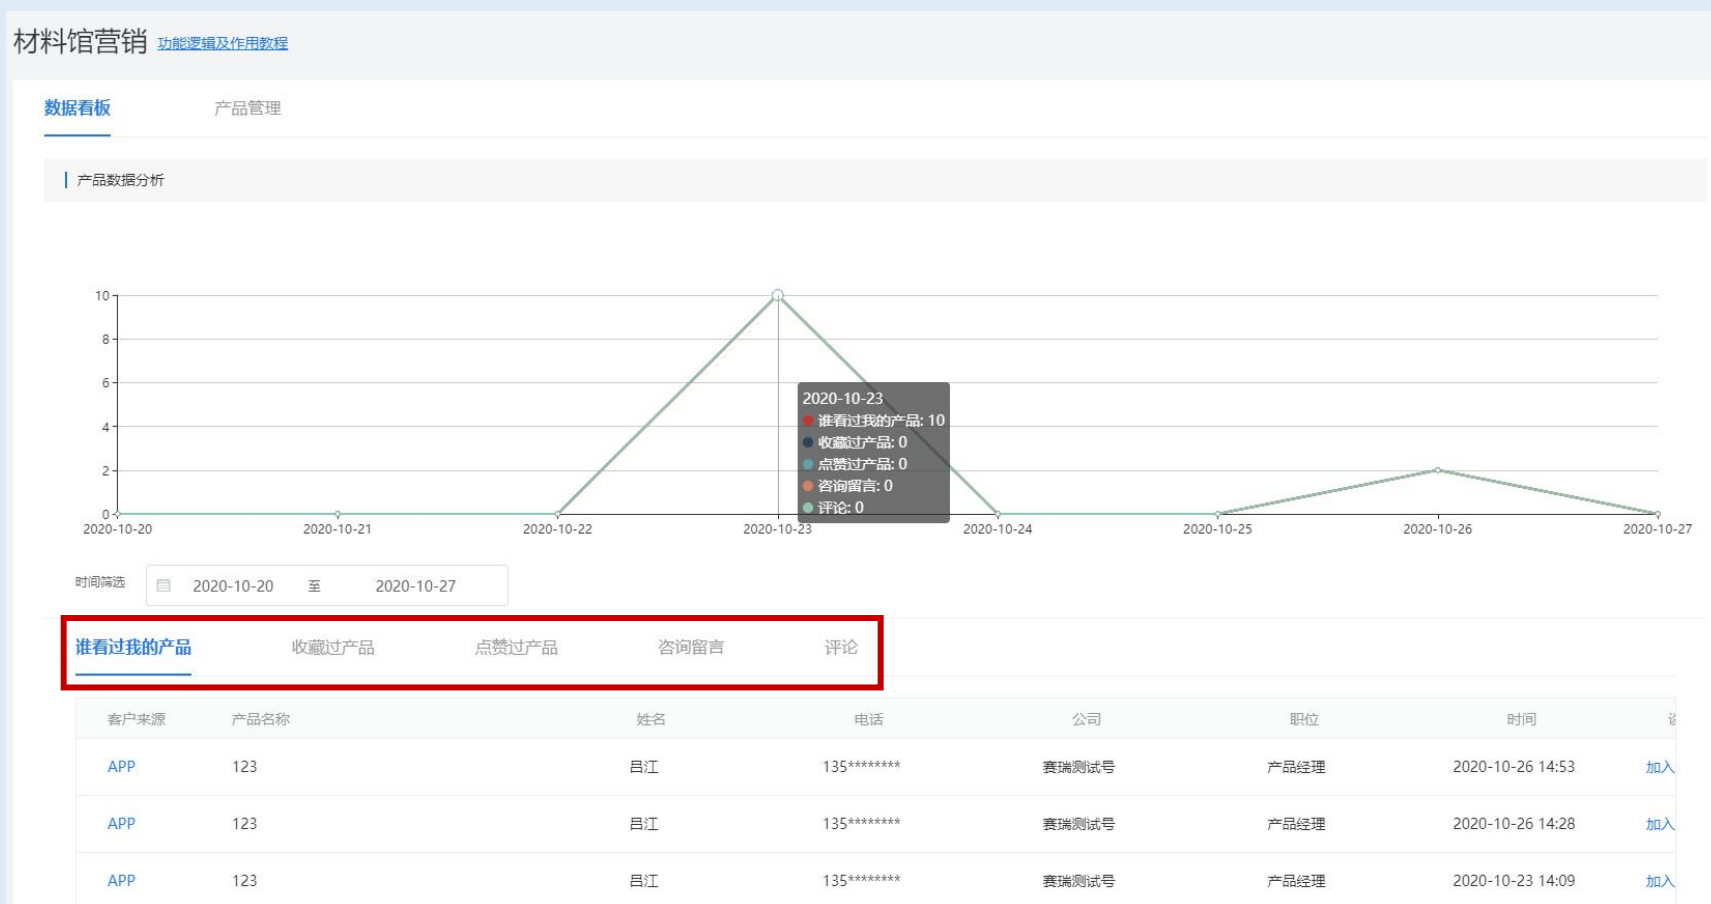 材料馆营销 功能逻辑及作用教程
数据看板 产品管理
产品数据分析
10
8
6
4
2
0
2020-10-23
谁看过我的产品: 10
收藏过产品: 0
点赞过产品: 0
咨询留言: 0
评论: 0
2020-10-20 2020-10-21 2020-10-22 2020-10-23 2020-10-24 2020-10-25 2020-10-26 2020-10-27
时间筛选 2020-10-20 至 2020-10-27
谁看过我的产品 收藏过产品 点赞过产品 咨询留言 评论
客户来源 产品名称 姓名 电话 公司 职位 时间
APP 123 吕江 135******** 赛瑞测试号 产品经理 2020-10-26 14:53 加入
APP 123 吕江 135******** 赛瑞测试号 产品经理 2020-10-26 14:28 加入
APP 123 吕江 135******** 赛瑞测试号 产品经理 2020-10-23 14:09 加入